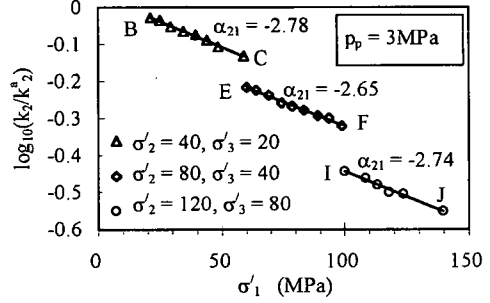 0
B
α₂₁ = -2.78
pₚ = 3MPa
-0.1
C
α₂₁ = -2.65
-0.2
E
F
-0.3
log₁₀(k₂/kᵃ₂)
α₂₁ = -2.74
I
J
-0.4
σ′₂ = 40, σ′₃ = 20
σ′₂ = 80, σ′₃ = 40
-0.5
σ′₂ = 120, σ′₃ = 80
-0.6
0 50 100 150
σ′₁ (MPa)